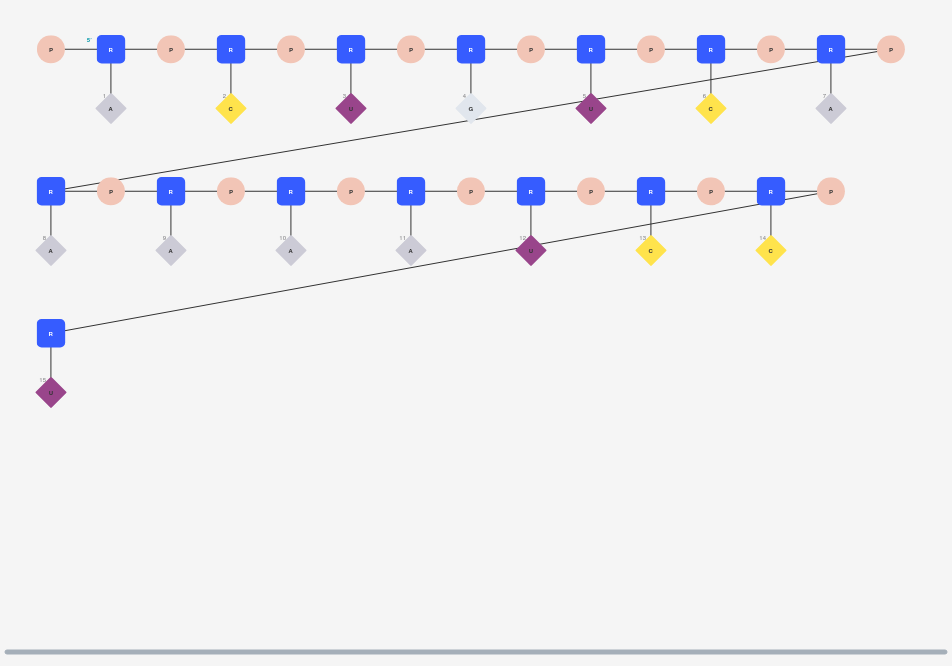 P 5' R P R P R P R P R P R P R P
1 A 2 C 3 U 4 G 5 U 6 C 7 A
R P R P R P R P R P R P R P
8 A 9 A 10 A 11 A 12 U 13 C 14 C
R
15 U